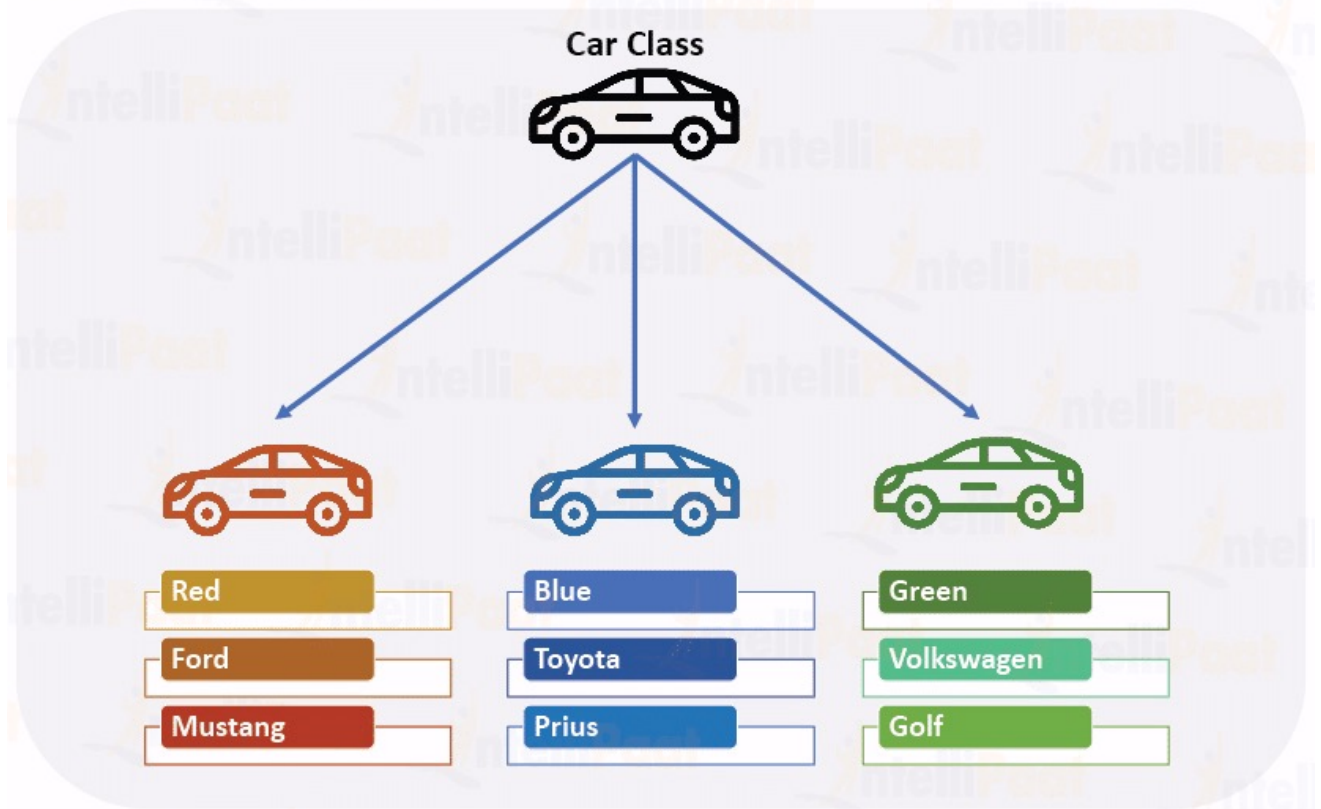 Car Class
Red
Blue
Green
Ford
Toyota
Volkswagen
Mustang
Prius
Golf